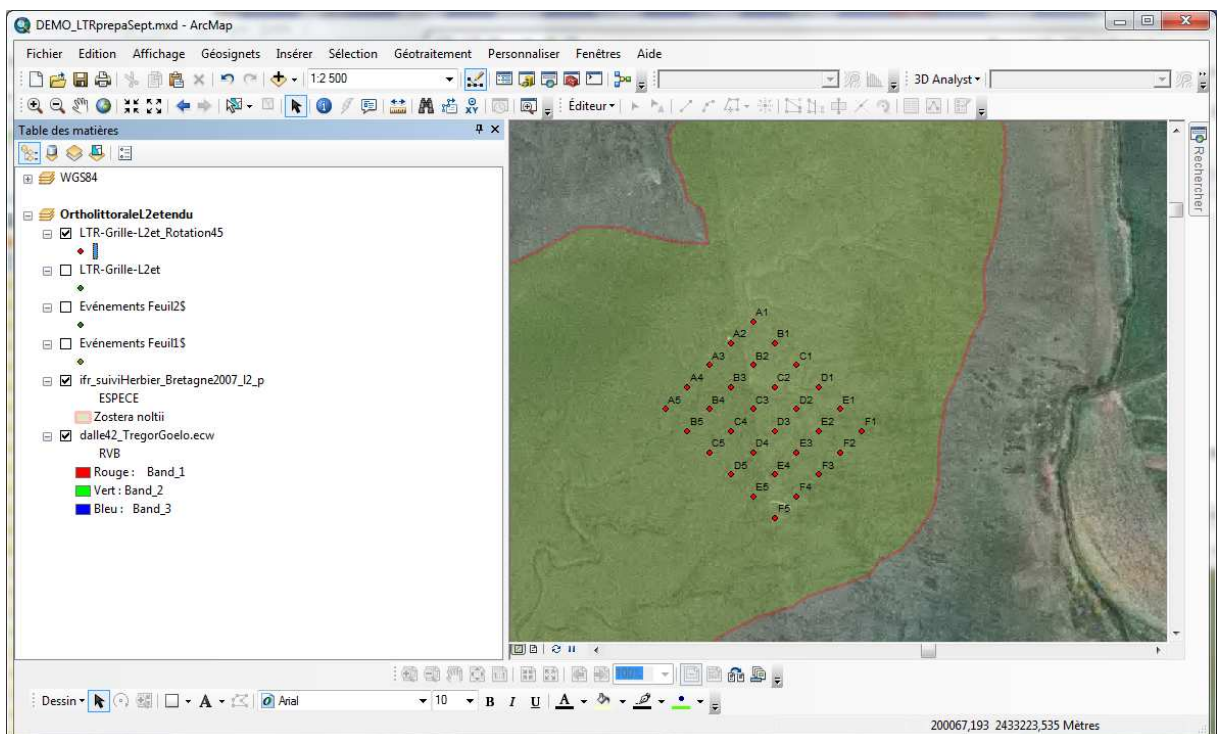 DEMO_LTRprepaSept.mxd - ArcMap
Fichier Edition Affichage Géosignets Insérer Sélection Géotraitement Personnaliser Fenêtres Aide
1:2 500
3D Analyst
Éditeur
Table des matières
WGS84
OrtholittoraleL2etendu
LTR-Grille-L2et_Rotation45
LTR-Grille-L2et
Evénements Feuil2$
Evénements Feuil1$
ifr_suiviHerbier_Bretagne2007_l2_p
ESPECE
Zostera noltii
dalle42_TregorGoelo.ecw
RVB
Rouge : Band_1
Vert : Band_2
Bleu : Band_3
A1
A2 B1
A3 B2 C1
A4 B3 C2 D1
A5 B4 C3 D2 E1
B5 C4 D3 E2 F1
C5 D4 E3 F2
D5 E4 F3
E5 F4
F5
Rechercher
100%
Dessin A Arial 10 B I U A
200067,193 2433223,535 Mètres